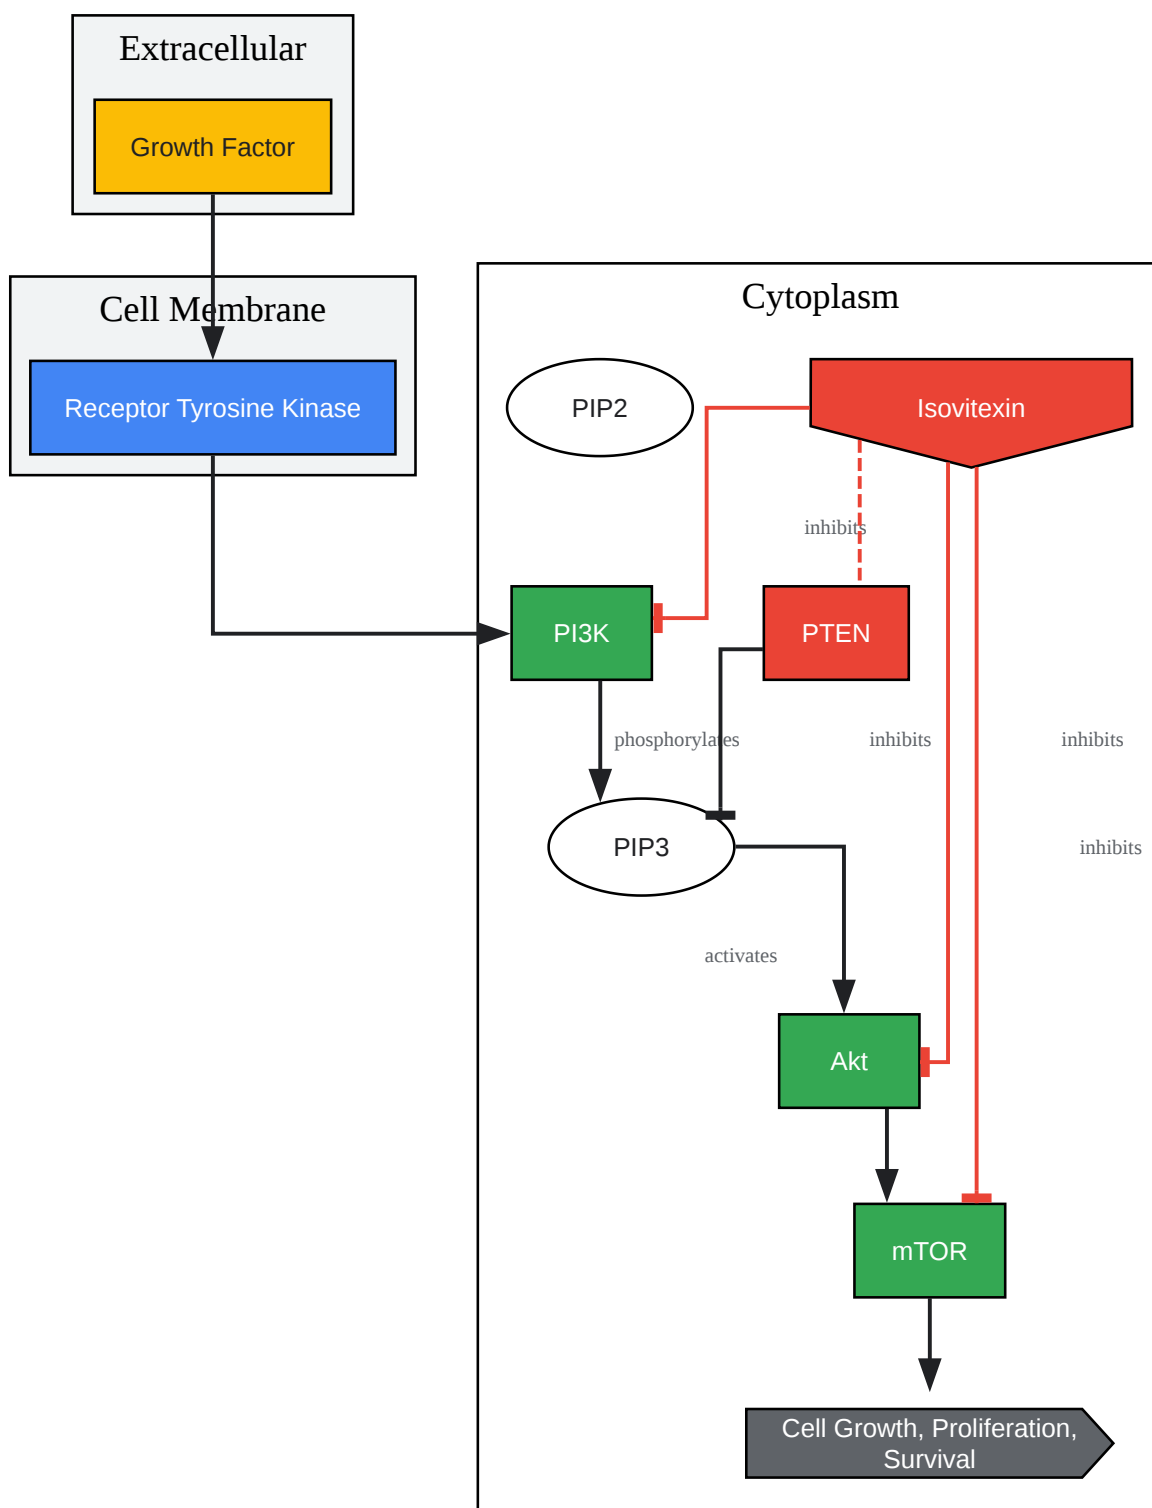 Extracellular
Growth Factor
Cell Membrane
Receptor Tyrosine Kinase
Cytoplasm
PIP2
Isovitexin
inhibits
PI3K
PTEN
phosphorylates
inhibits
inhibits
PIP3
inhibits
activates
Akt
mTOR
Cell Growth, Proliferation,
Survival